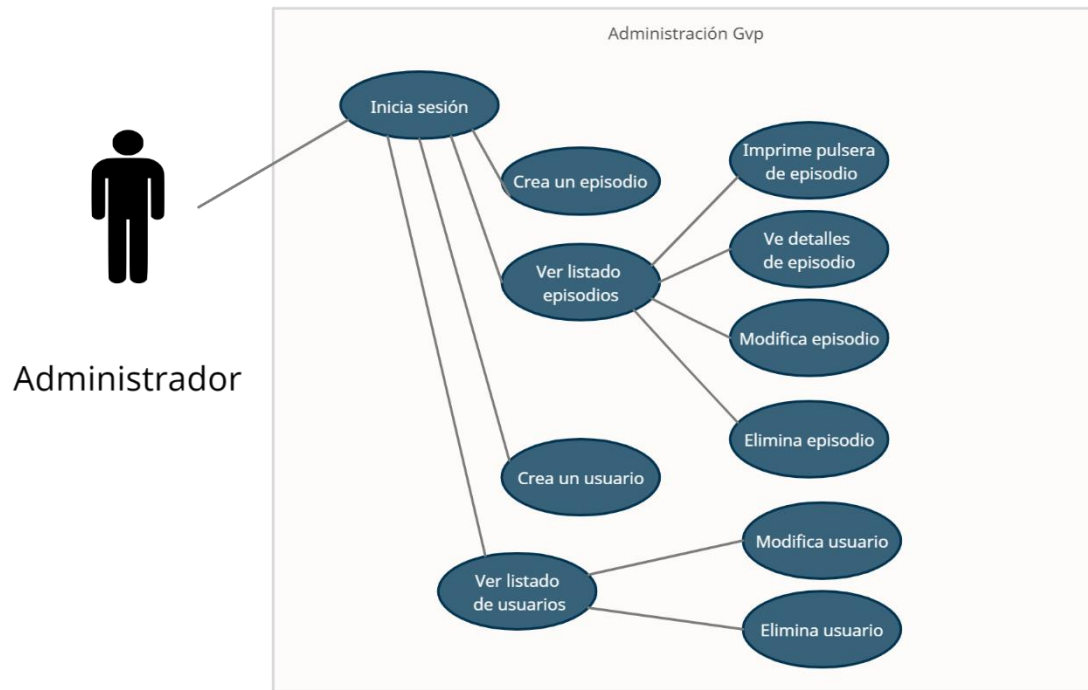 Administración Gvp
Inicia sesión
Crea un episodio
Ver listado
episodios
Imprime pulsera
de episodio
Ve detalles
de episodio
Modifica episodio
Elimina episodio
Administrador
Crea un usuario
Ver listado
de usuarios
Modifica usuario
Elimina usuario